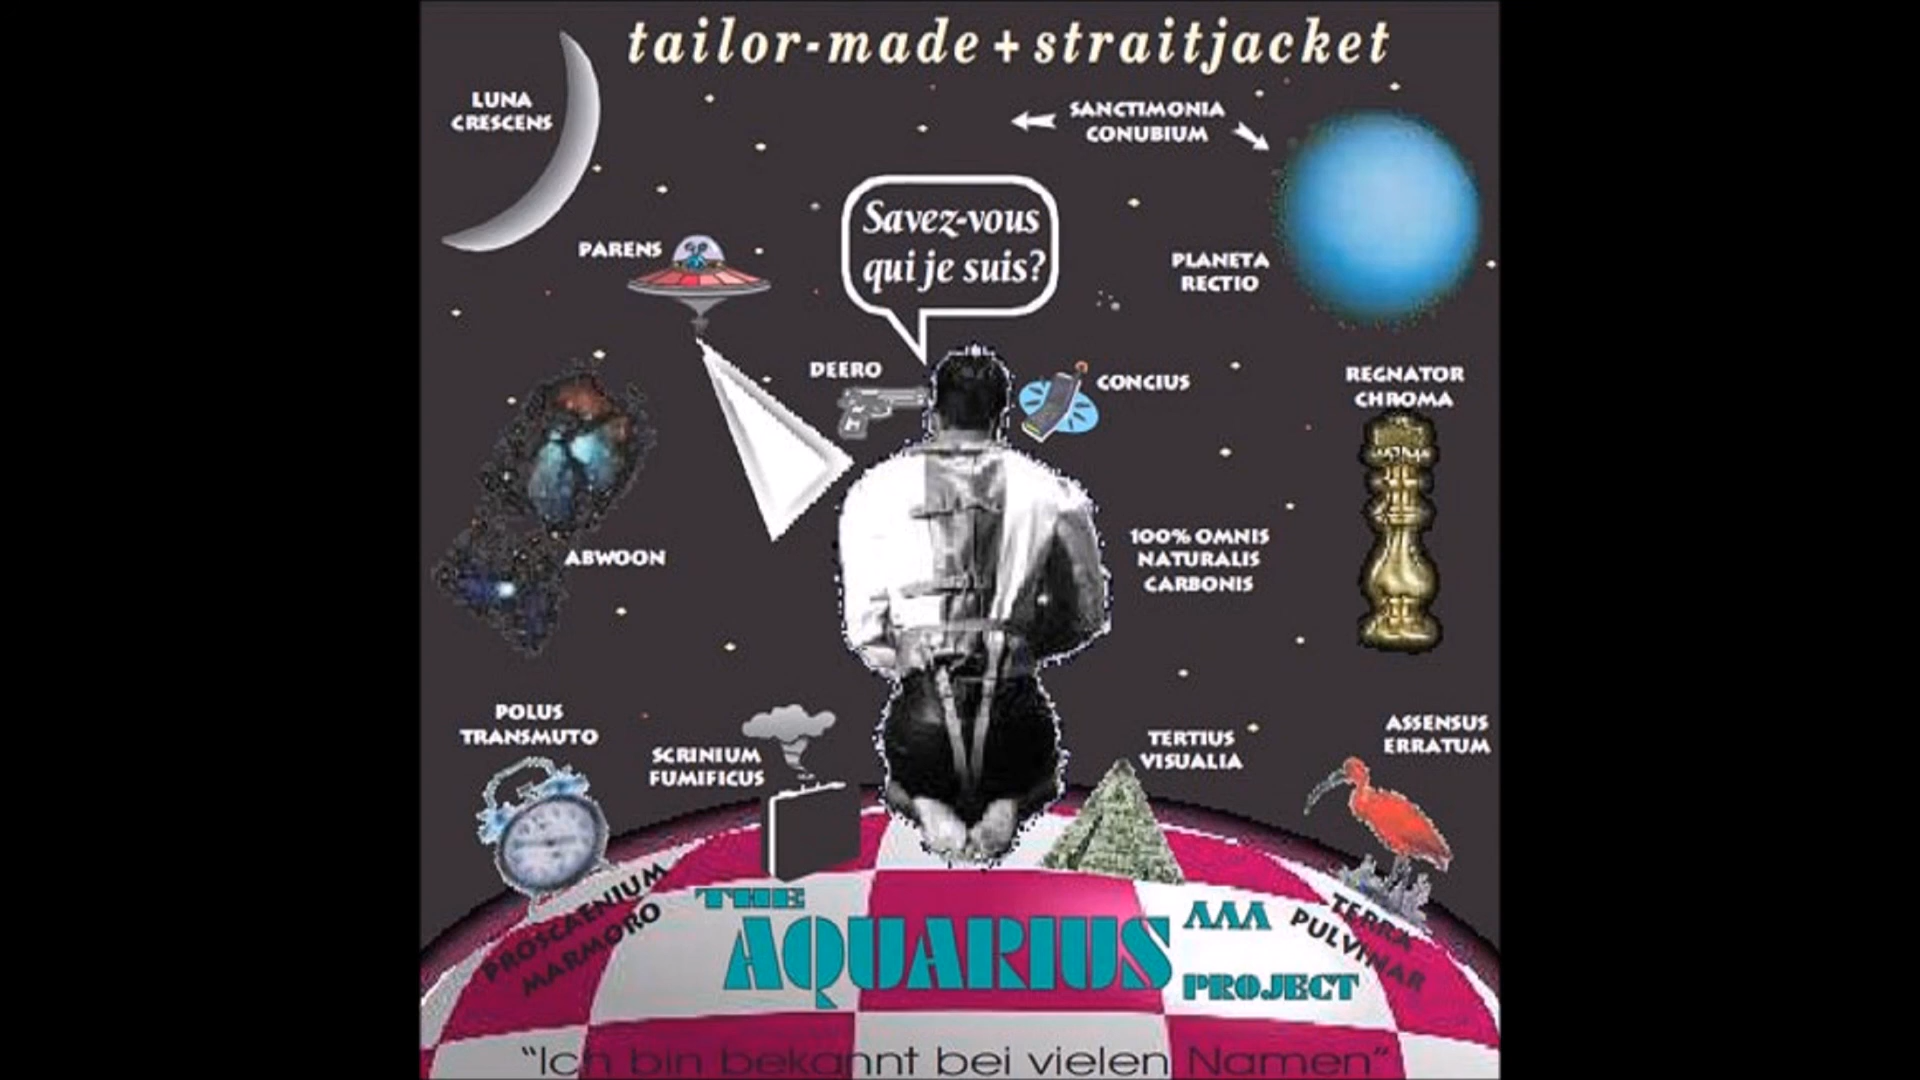 tailor-made + straitjacket
LUNA
CRESCENS
SANCTIMONIA
CONUBIUM
Savez-vous
qui je suis?
PARENS
PLANETA
RECTIO
DEERO
CONCIUS
REGNATOR
CHROMA
ABWOON
100% OMNIS
NATURALIS
CARBONIS
POLUS
TRANSMUTO
SCRINIUM
FUMIFICUS
TERTIUS
VISUALIA
ASSENSUS
ERRATUM
PROSCAENIUM
MARMORO
THE
AQUARIUS
ΛΛΛ
PROJECT
TERRA
PULVINAR
"Ich bin bekannt bei vielen Namen"